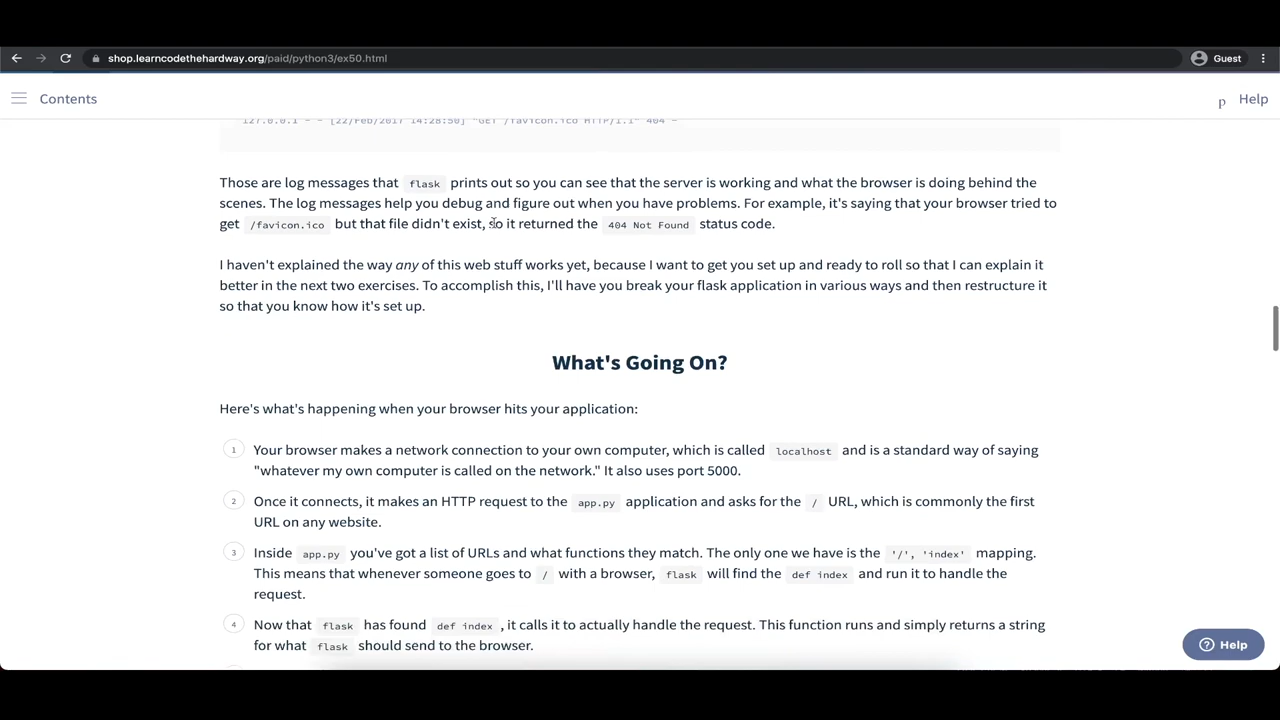 shop.learncodethehardway.org/paid/python3/ex50.html
Guest
Contents
p
Help
127.0.0.1 - - [22/Feb/2017 14:28:50] "GET /favicon.ico HTTP/1.1" 404 -
Those are log messages that flask prints out so you can see that the server is working and what the browser is doing behind the
scenes. The log messages help you debug and figure out when you have problems. For example, it's saying that your browser tried to
get /favicon.ico but that file didn't exist, so it returned the 404 Not Found status code.
I haven't explained the way any of this web stuff works yet, because I want to get you set up and ready to roll so that I can explain it
better in the next two exercises. To accomplish this, I'll have you break your flask application in various ways and then restructure it
so that you know how it's set up.
What's Going On?
Here's what's happening when your browser hits your application:
1 Your browser makes a network connection to your own computer, which is called localhost and is a standard way of saying
"whatever my own computer is called on the network." It also uses port 5000.
2 Once it connects, it makes an HTTP request to the app.py application and asks for the / URL, which is commonly the first
URL on any website.
3 Inside app.py you've got a list of URLs and what functions they match. The only one we have is the '/', 'index' mapping.
This means that whenever someone goes to / with a browser, flask will find the def index and run it to handle the
request.
4 Now that flask has found def index , it calls it to actually handle the request. This function runs and simply returns a string
for what flask should send to the browser.
Help